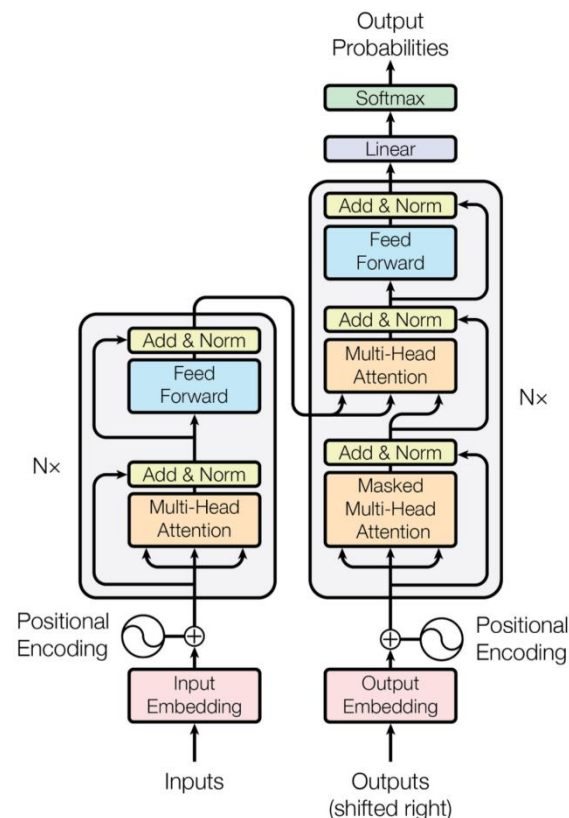 Output
Probabilities
Softmax
Linear
Add & Norm
Feed
Forward
Add & Norm
Multi-Head
Attention
Nx
Add & Norm
Masked
Multi-Head
Attention
Add & Norm
Feed
Forward
Nx
Add & Norm
Multi-Head
Attention
Positional
Encoding
Positional
Encoding
Input
Embedding
Output
Embedding
Inputs
Outputs
(shifted right)